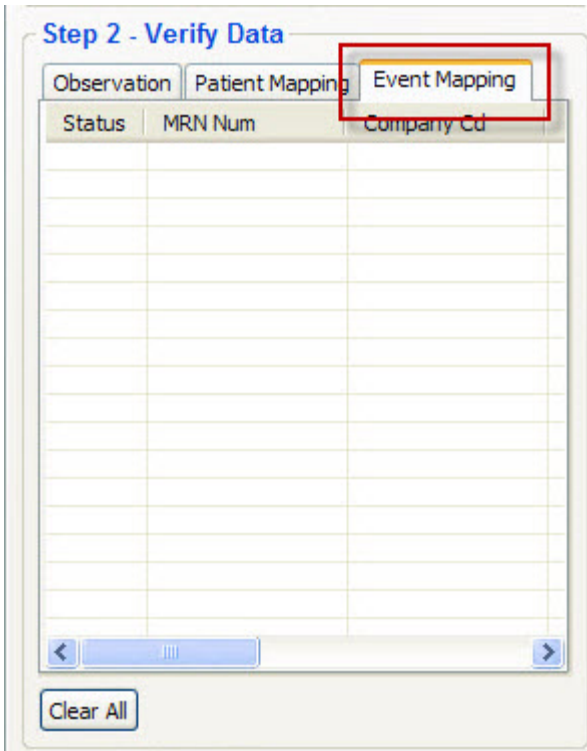 Step 2 - Verify Data
Observation Patient Mapping Event Mapping
Status MRN Num Company Cd
Clear All